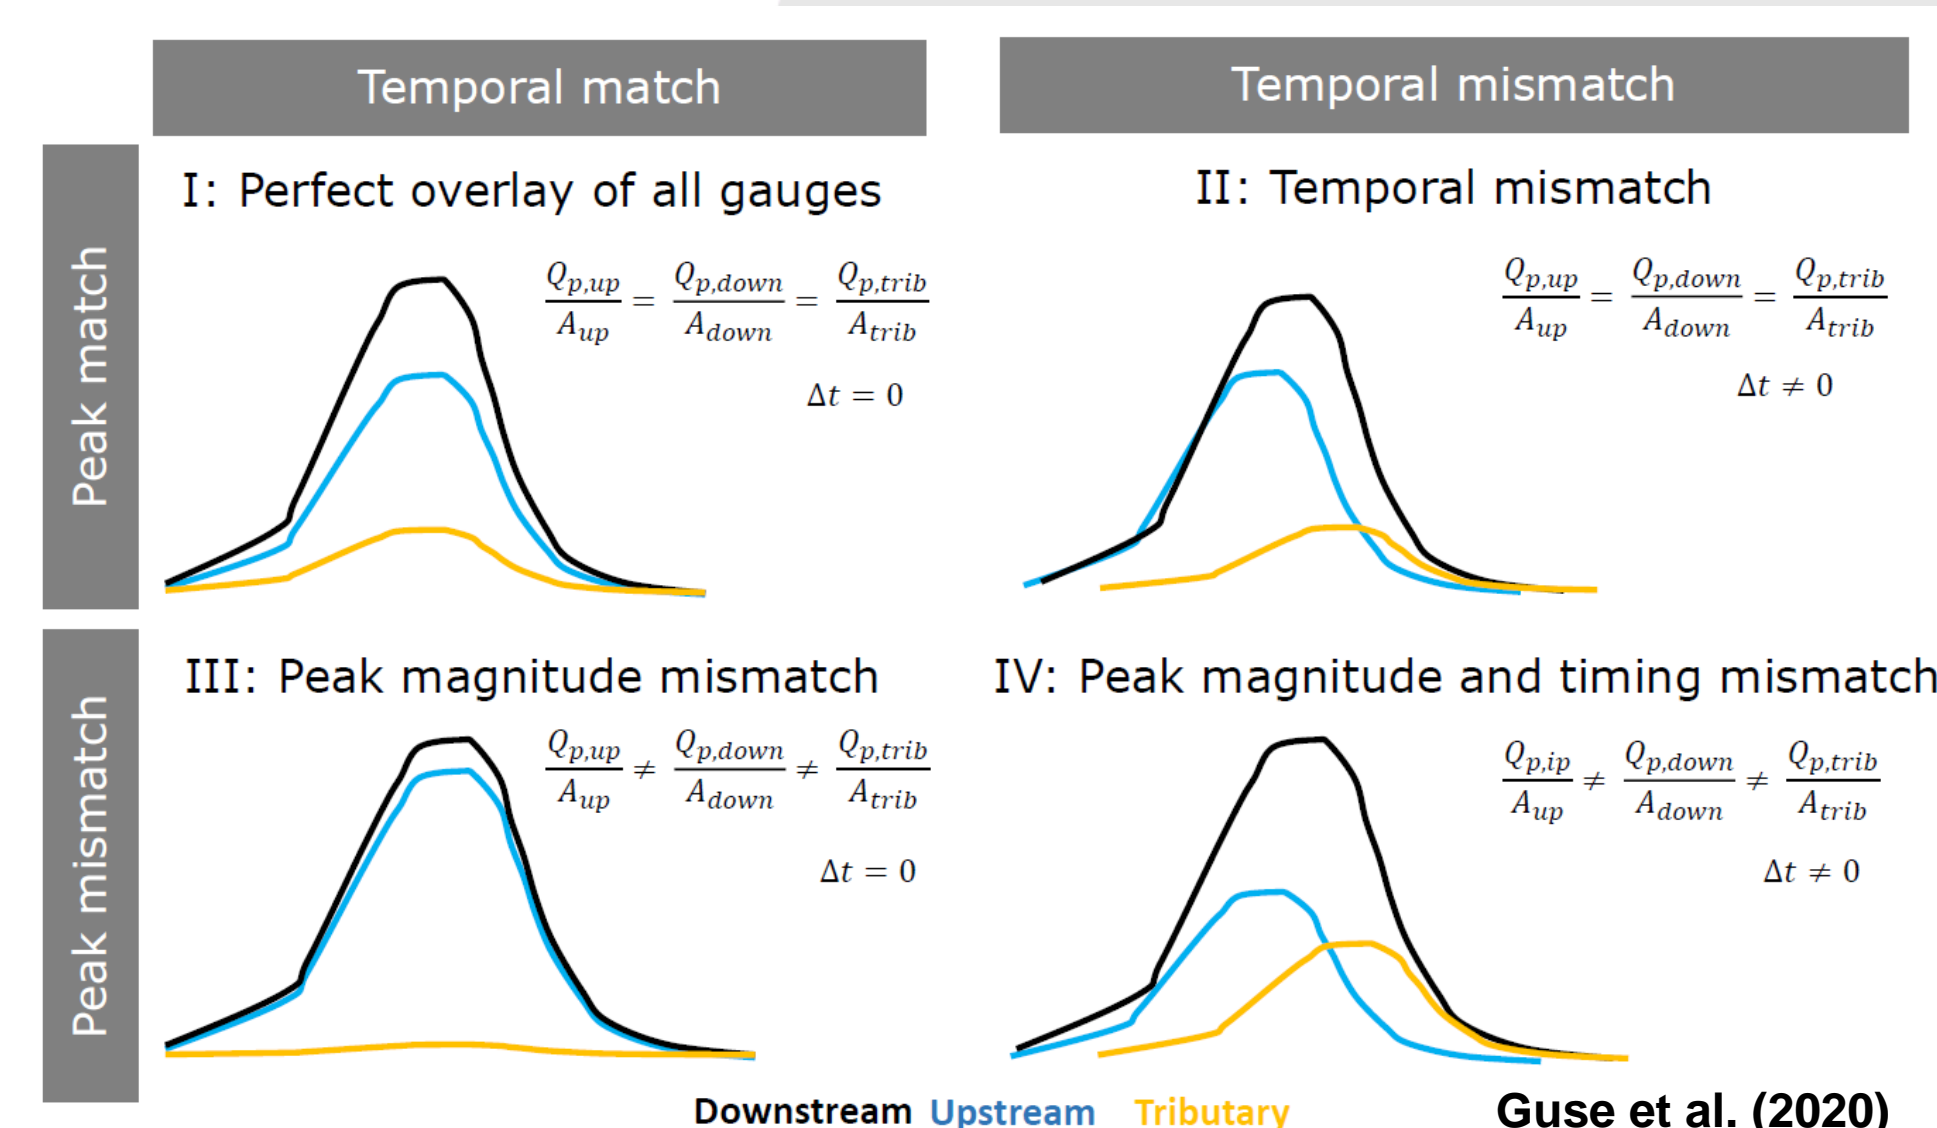 Temporal match
Temporal mismatch
Peak match
I: Perfect overlay of all gauges
Q_{p,up}/A_{up} = Q_{p,down}/A_{down} = Q_{p,trib}/A_{trib}
Δt = 0
II: Temporal mismatch
Q_{p,up}/A_{up} = Q_{p,down}/A_{down} = Q_{p,trib}/A_{trib}
Δt ≠ 0
Peak mismatch
III: Peak magnitude mismatch
Q_{p,up}/A_{up} ≠ Q_{p,down}/A_{down} ≠ Q_{p,trib}/A_{trib}
Δt = 0
IV: Peak magnitude and timing mismatch
Q_{p,ip}/A_{up} ≠ Q_{p,down}/A_{down} ≠ Q_{p,trib}/A_{trib}
Δt ≠ 0
Downstream Upstream Tributary
Guse et al. (2020)